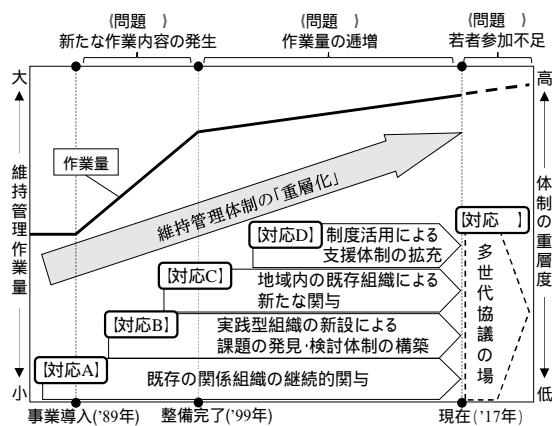 《問題　》
新たな作業内容の発生
《問題　》
作業量の逓増
《問題　》
若者参加不足
大
維持管理作業量
小
高
体制の重層度
低
作業量
維持管理体制の「重層化」
【対応D】
制度活用による
支援体制の拡充
【対応　】
【対応C】
地域内の既存組織による
新たな関与
多世代協議の場
【対応B】
実践型組織の新設による
課題の発見･検討体制の構築
【対応A】
既存の関係組織の継続的関与
事業導入('89年)
整備完了('99年)
現在('17年)